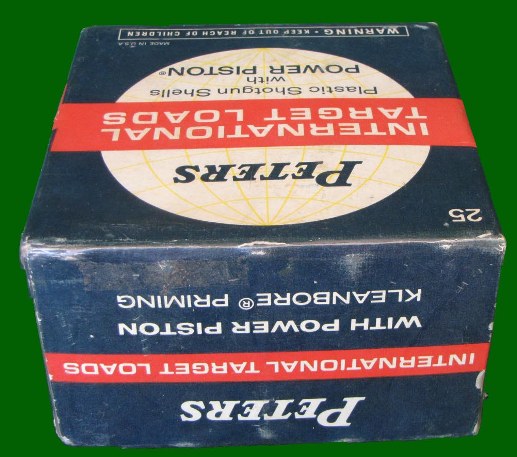 PETERS
INTERNATIONAL
TARGET LOADS
Plastic Shotgun Shells
with
POWER PISTON®
25
MADE IN U.S.A.
WARNING • KEEP OUT OF REACH OF CHILDREN
PETERS
INTERNATIONAL TARGET LOADS
WITH POWER PISTON
KLEANBORE® PRIMING